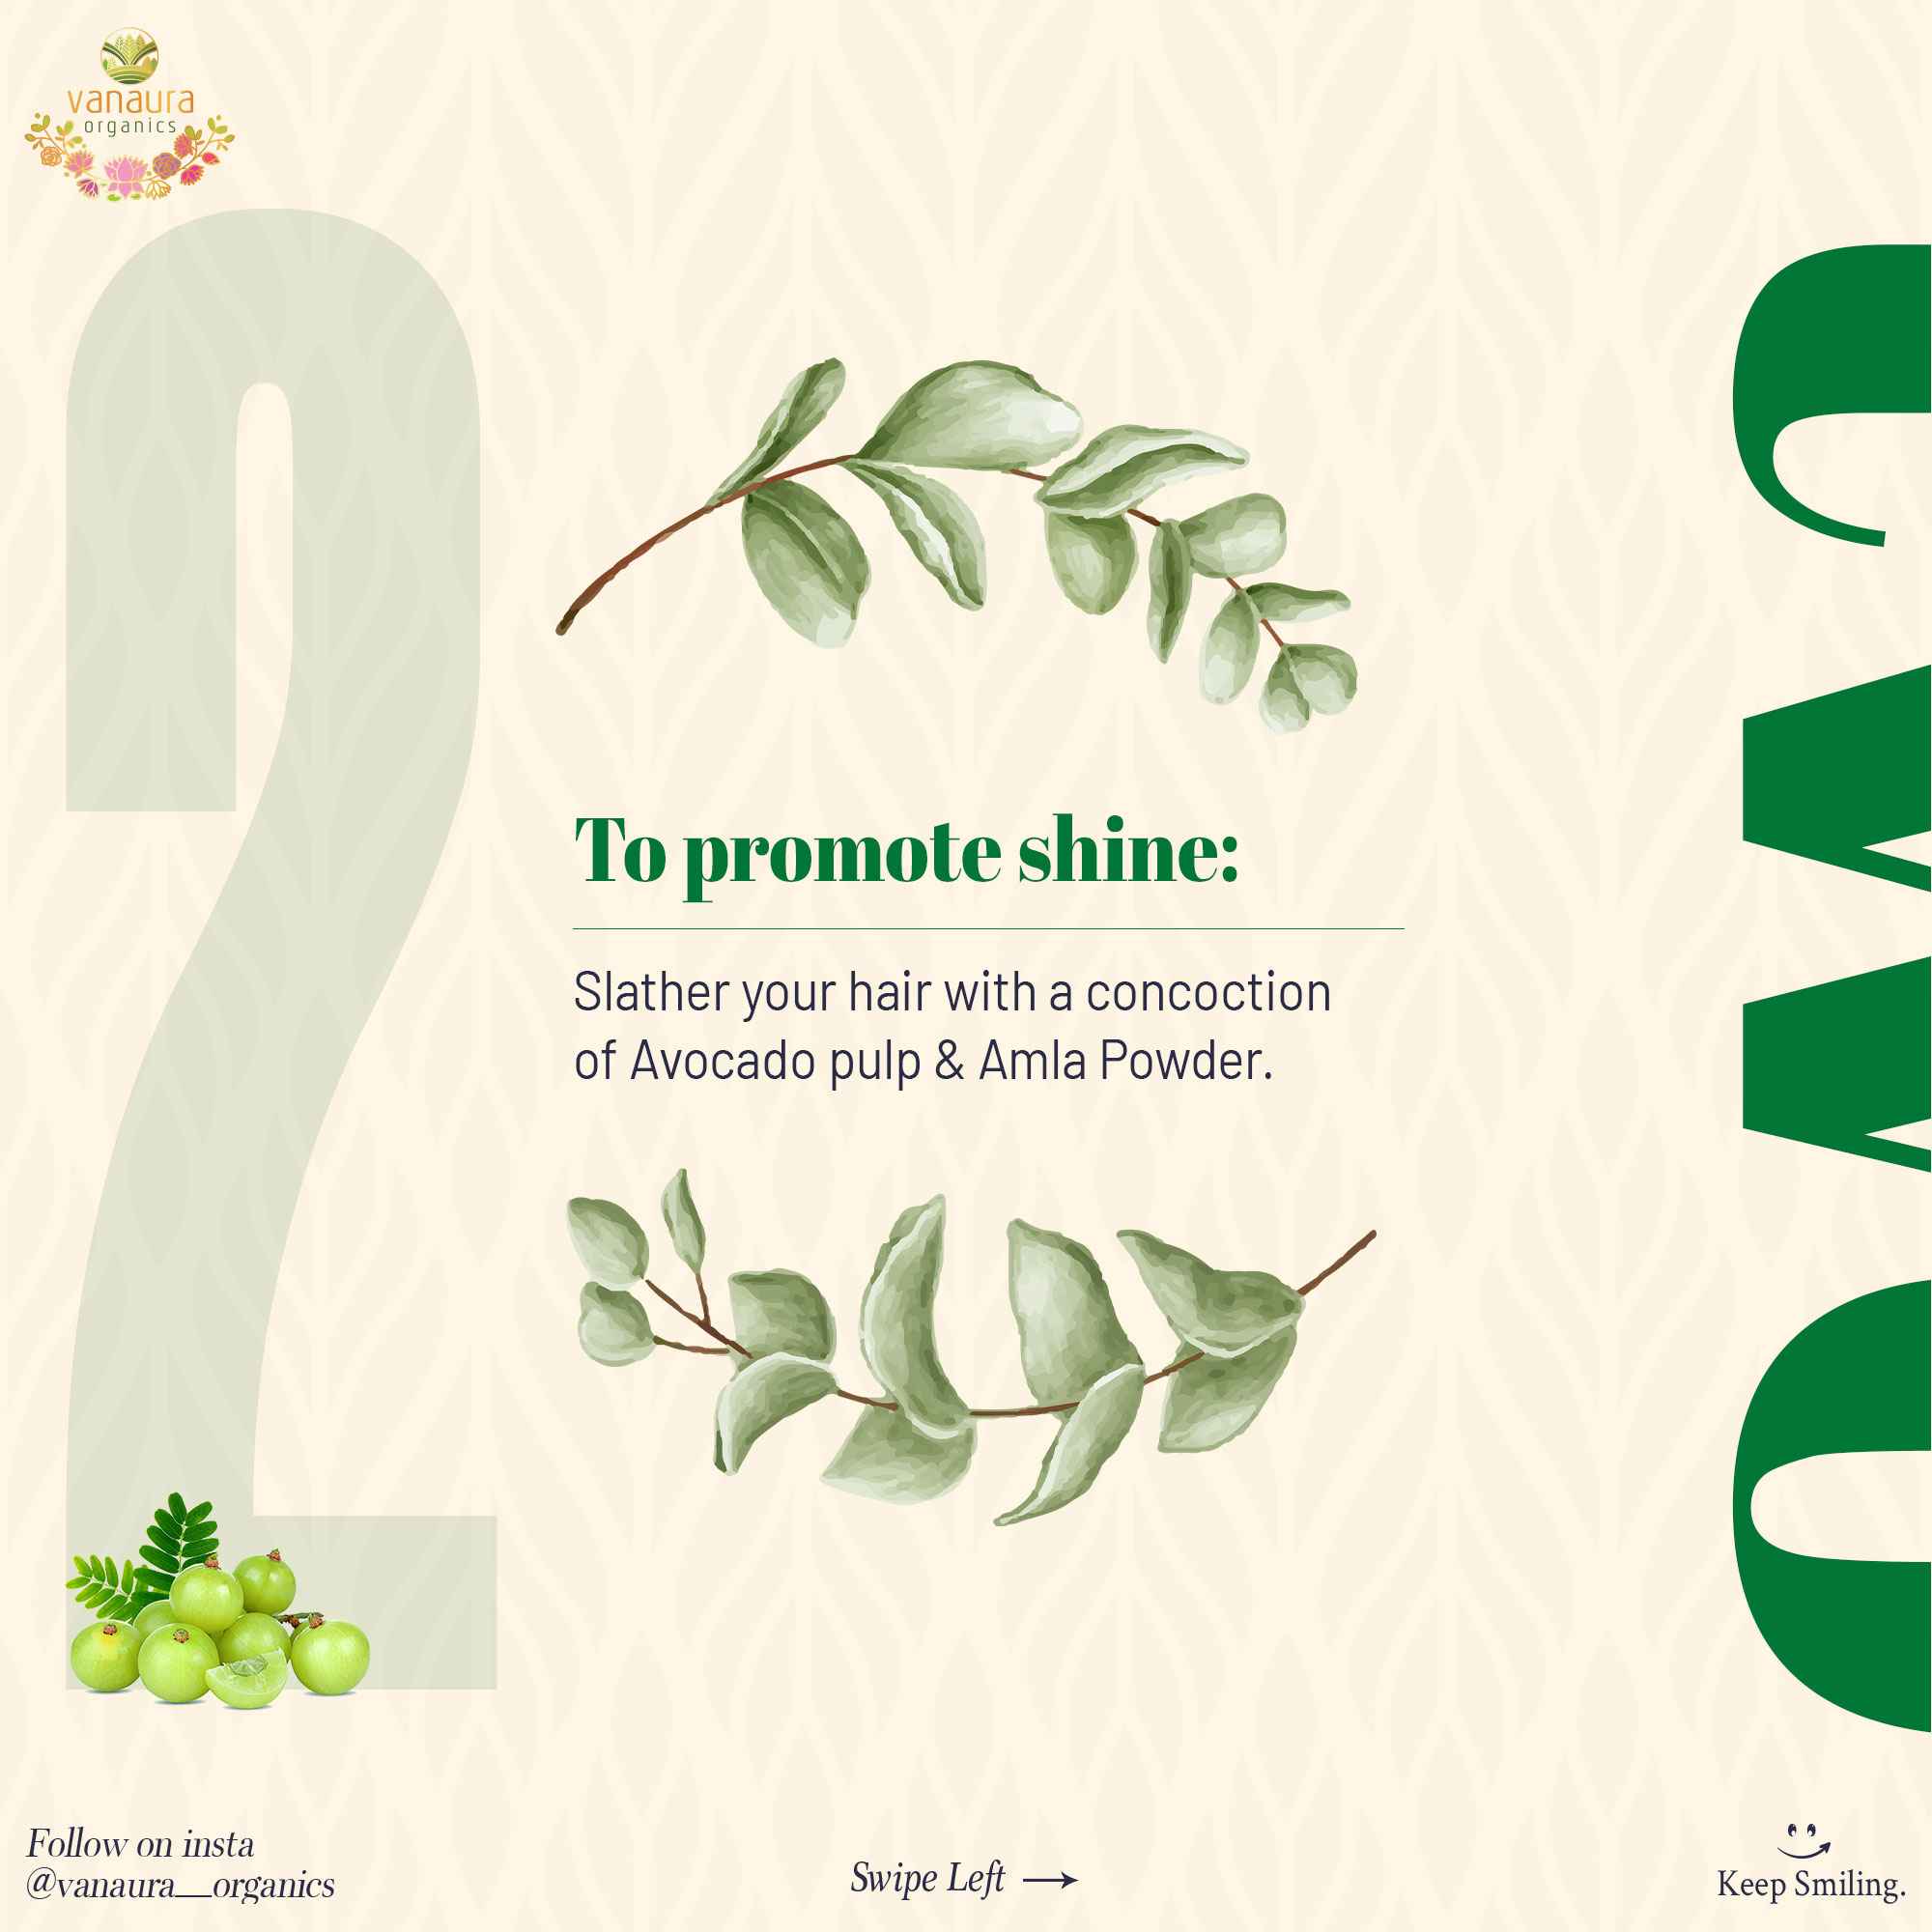 vanaura
organics
2
To promote shine:
Slather your hair with a concoction
of Avocado pulp & Amla Powder.
Follow on insta
@vanaura__organics
Swipe Left
Keep Smiling.